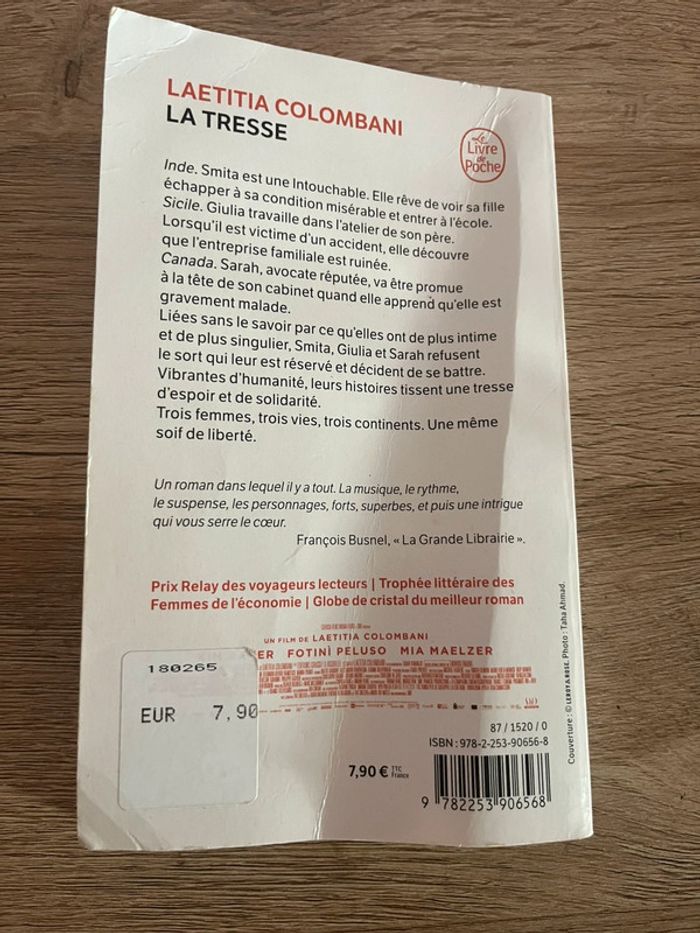 LAETITIA COLOMBANI
LA TRESSE
Le
Livre
de
Poche
Inde. Smita est une Intouchable. Elle rêve de voir sa fille
échapper à sa condition misérable et entrer à l'école.
Sicile. Giulia travaille dans l'atelier de son père.
Lorsqu'il est victime d'un accident, elle découvre
que l'entreprise familiale est ruinée.
Canada. Sarah, avocate réputée, va être promue
à la tête de son cabinet quand elle apprend qu'elle est
gravement malade.
Liées sans le savoir par ce qu'elles ont de plus intime
et de plus singulier, Smita, Giulia et Sarah refusent
le sort qui leur est réservé et décident de se battre.
Vibrantes d'humanité, leurs histoires tissent une tresse
d'espoir et de solidarité.
Trois femmes, trois vies, trois continents. Une même
soif de liberté.
Un roman dans lequel il y a tout. La musique, le rythme,
le suspense, les personnages, forts, superbes, et puis une intrigue
qui vous serre le cœur.
François Busnel, « La Grande Librairie ».
Prix Relay des voyageurs lecteurs | Trophée littéraire des
Femmes de l'économie | Globe de cristal du meilleur roman
UN FILM DE LAETITIA COLOMBANI
ER FOTINÌ PELUSO MIA MAELZER
180265
EUR 7,90
87 / 1520 / 0
ISBN : 978-2-253-90656-8
7,90 € TTC
France
9 782253 906568
Couverture : © LEROY & ROSE. Photo : Taha Ahmad.